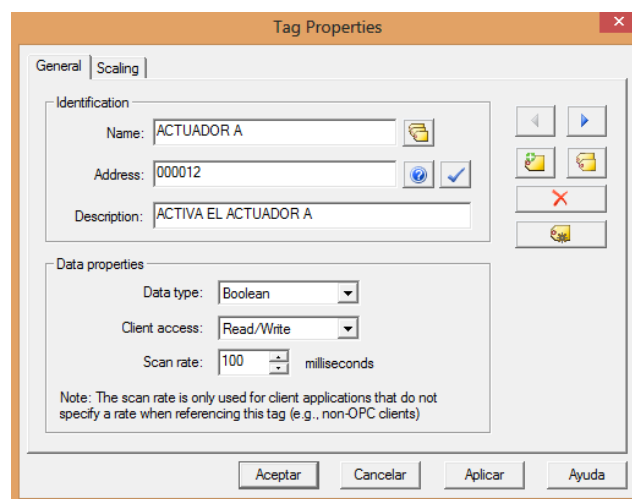 Tag Properties
General
Scaling
Identification
Name: ACTUADOR A
Address: 000012
Description: ACTIVA EL ACTUADOR A
Data properties
Data type: Boolean
Client access: Read/Write
Scan rate: 100 milliseconds
Note: The scan rate is only used for client applications that do not
specify a rate when referencing this tag (e.g., non-OPC clients)
Aceptar
Cancelar
Aplicar
Ayuda